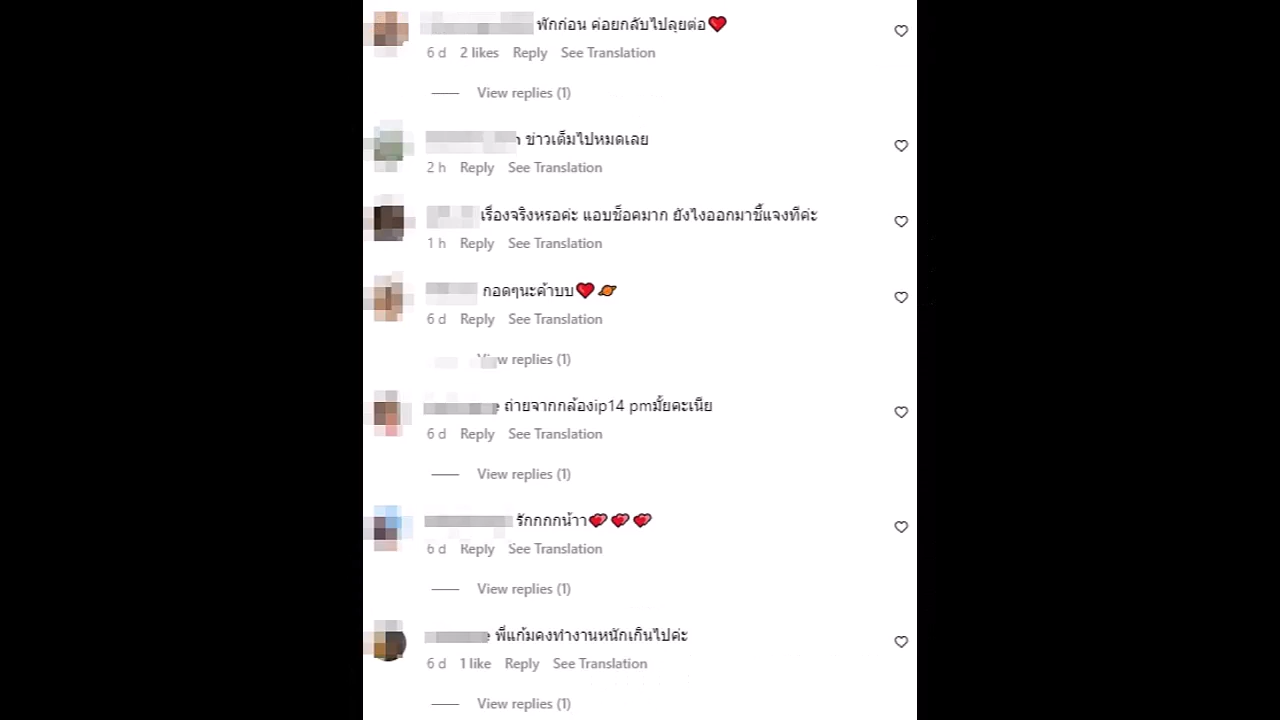 พักก่อน ค่อยกลับไปลุยต่อ❤️
6 d 2 likes Reply See Translation
View replies (1)
ข่าวเต็มไปหมดเลย
2 h Reply See Translation
เรื่องจริงหรอค่ะ แอบช็อคมาก ยังไงออกมาชี้แจงทีค่ะ
1 h Reply See Translation
กอดๆนะค้าบบ❤️🪐
6 d Reply See Translation
View replies (1)
ถ่ายจากกล้องip14 pmมั้ยคะเนีย
6 d Reply See Translation
View replies (1)
รักกกกน้าา💕💕💕
6 d Reply See Translation
View replies (1)
พี่แก้มคงทำงานหนักเกินไปค่ะ
6 d 1 like Reply See Translation
View replies (1)